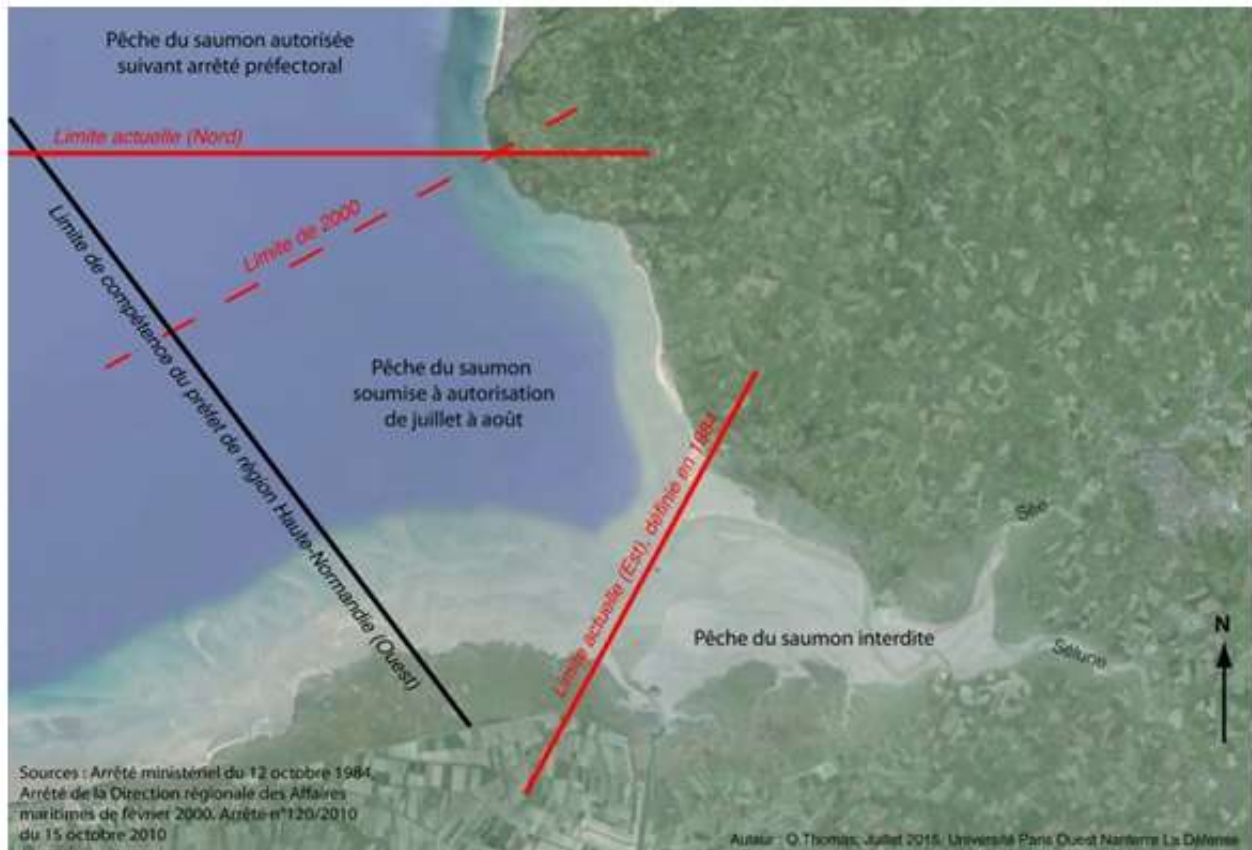 Pêche du saumon autorisée
suivant arrêté préfectoral
Limite actuelle (Nord)
Limite de 2000
Limite de compétence du préfet de région Haute-Normandie (Ouest)
Pêche du saumon
soumise à autorisation
de juillet à août
Limite actuelle (Est), définie en 1984
Sée
Pêche du saumon interdite
Sélune
N
Sources : Arrêté ministériel du 12 octobre 1984,
Arrêté de la Direction régionale des Affaires
maritimes de février 2000. Arrêté n°120/2010
du 15 octobre 2010
Auteur : O.Thomas, Juillet 2015, Université Paris Ouest Nanterre La Défense